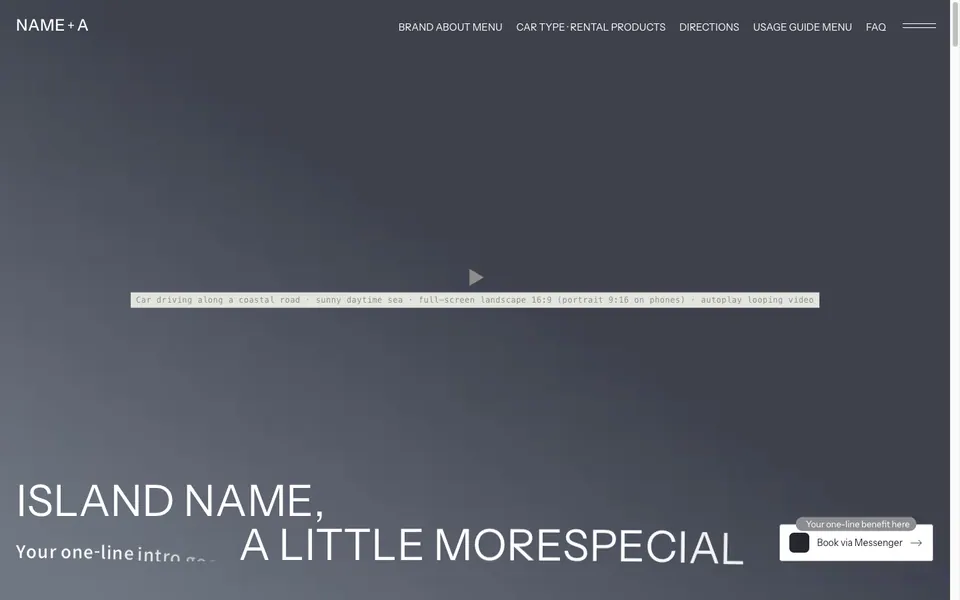 NAME + A
BRAND ABOUT MENU
CAR TYPE · RENTAL PRODUCTS
DIRECTIONS
USAGE GUIDE MENU
FAQ
Car driving along a coastal road · sunny daytime sea · full-screen landscape 16:9 (portrait 9:16 on phones) · autoplay looping video
ISLAND NAME,
A LITTLE MORESPECIAL
Your one-line intro
Your one-line benefit here
Book via Messenger →